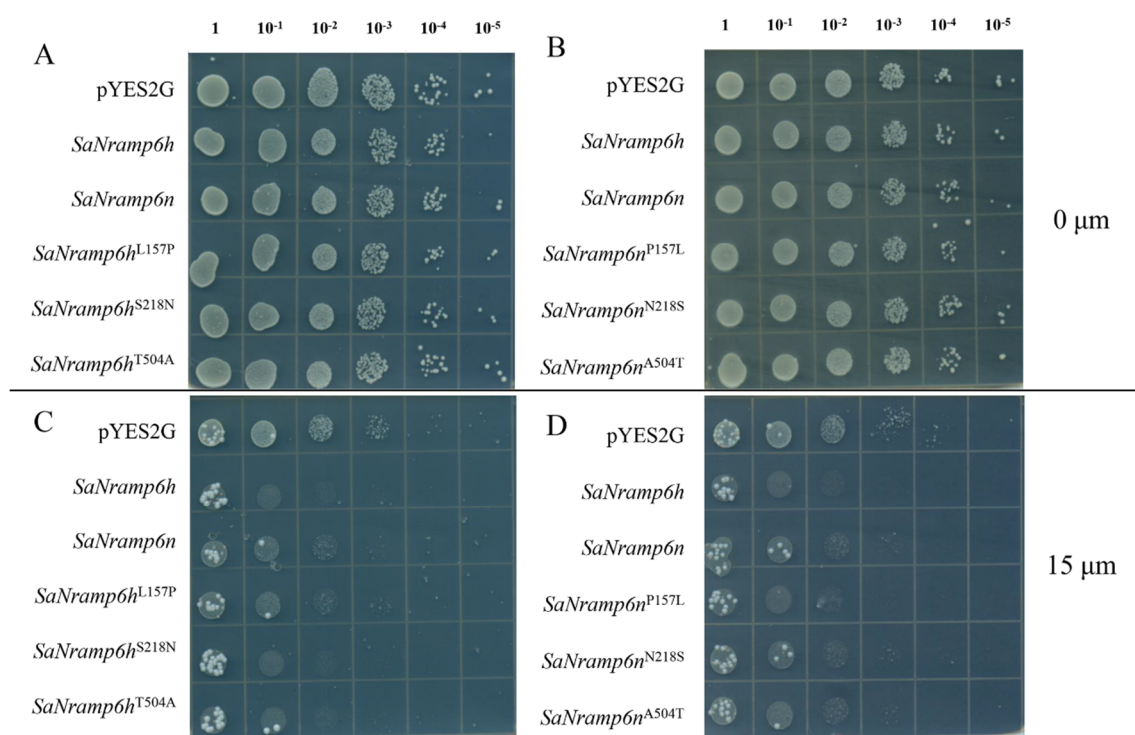 1 10⁻¹ 10⁻² 10⁻³ 10⁻⁴ 10⁻⁵
A
pYES2G
SaNramp6h
SaNramp6n
SaNramp6hL157P
SaNramp6hS218N
SaNramp6hT504A
1 10⁻¹ 10⁻² 10⁻³ 10⁻⁴ 10⁻⁵
B
pYES2G
SaNramp6h
SaNramp6n
SaNramp6nP157L
SaNramp6nN218S
SaNramp6nA504T
0 μm
C
pYES2G
SaNramp6h
SaNramp6n
SaNramp6hL157P
SaNramp6hS218N
SaNramp6hT504A
D
pYES2G
SaNramp6h
SaNramp6n
SaNramp6nP157L
SaNramp6nN218S
SaNramp6nA504T
15 μm